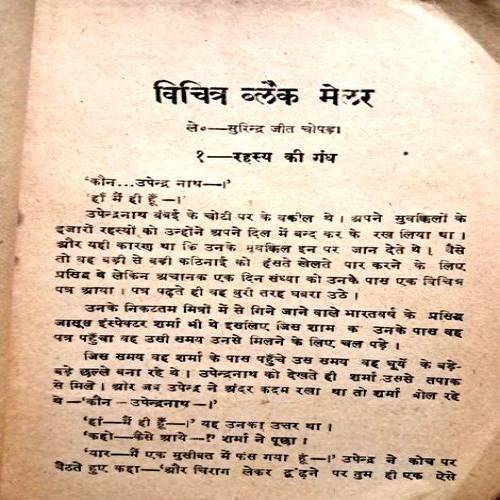 विचित्र ब्लैक मेलर
ले०—सुरिन्द्र जीत चोपड़ा
१—रहस्य की गंध
'कौन...उपेन्द्र नाथ—।'
'हाँ मैं ही हूँ—।'
उपेन्द्रनाथ बंबई के चोटी पर के वकील थे। अपने मुवक्किलों के
हजारों रहस्यों को उन्होंने अपने दिल में बन्द कर के रख लिया था।
और यही कारण था कि उनके मुवक्किल इन पर जान देते थे। वैसे
तो वह बड़ी से बड़ी कठिनाई को हंसते खेलते पार करने के लिए
प्रसिद्ध थे लेकिन अचानक एक दिन संध्या को उनके पास एक विचित्र
पत्र आया। पत्र पढ़ते ही वह बुरी तरह घबरा उठे।
उनके निकटतम मित्रों में से गिने जाने वाले भारतवर्ष के प्रसिद्ध
जासूस इंस्पेक्टर शर्मा भी थे इसलिए जिस शाम क उनके पास वह
पत्र पहुँचा वह उसी समय उनसे मिलने के लिए चल पड़े।
जिस समय वह शर्मा के पास पहुँचे उस समय वह धूयें के बड़े-
बड़े छल्ले बना रहे थे। उपेन्द्रनाथ को देखते ही शर्मा उससे तपाक
से मिले। और जब उपेन्द्र ने अंदर कदम रखा था तो शर्मा बोल रहे
थे—'कौन—उपेन्द्रनाथ—।'
'हाँ—मैं ही हूँ—।' यह उनका उत्तर था।
'कहो—कैसे आये—?' शर्मा ने पूछा।
'यार—मैं एक मुसीबत में फंस गया हूँ—।' उपेन्द्र ने कोच पर
बैठते हुए कहा—'और चिराग लेकर ढूढ़ने पर तुम ही एक ऐसे